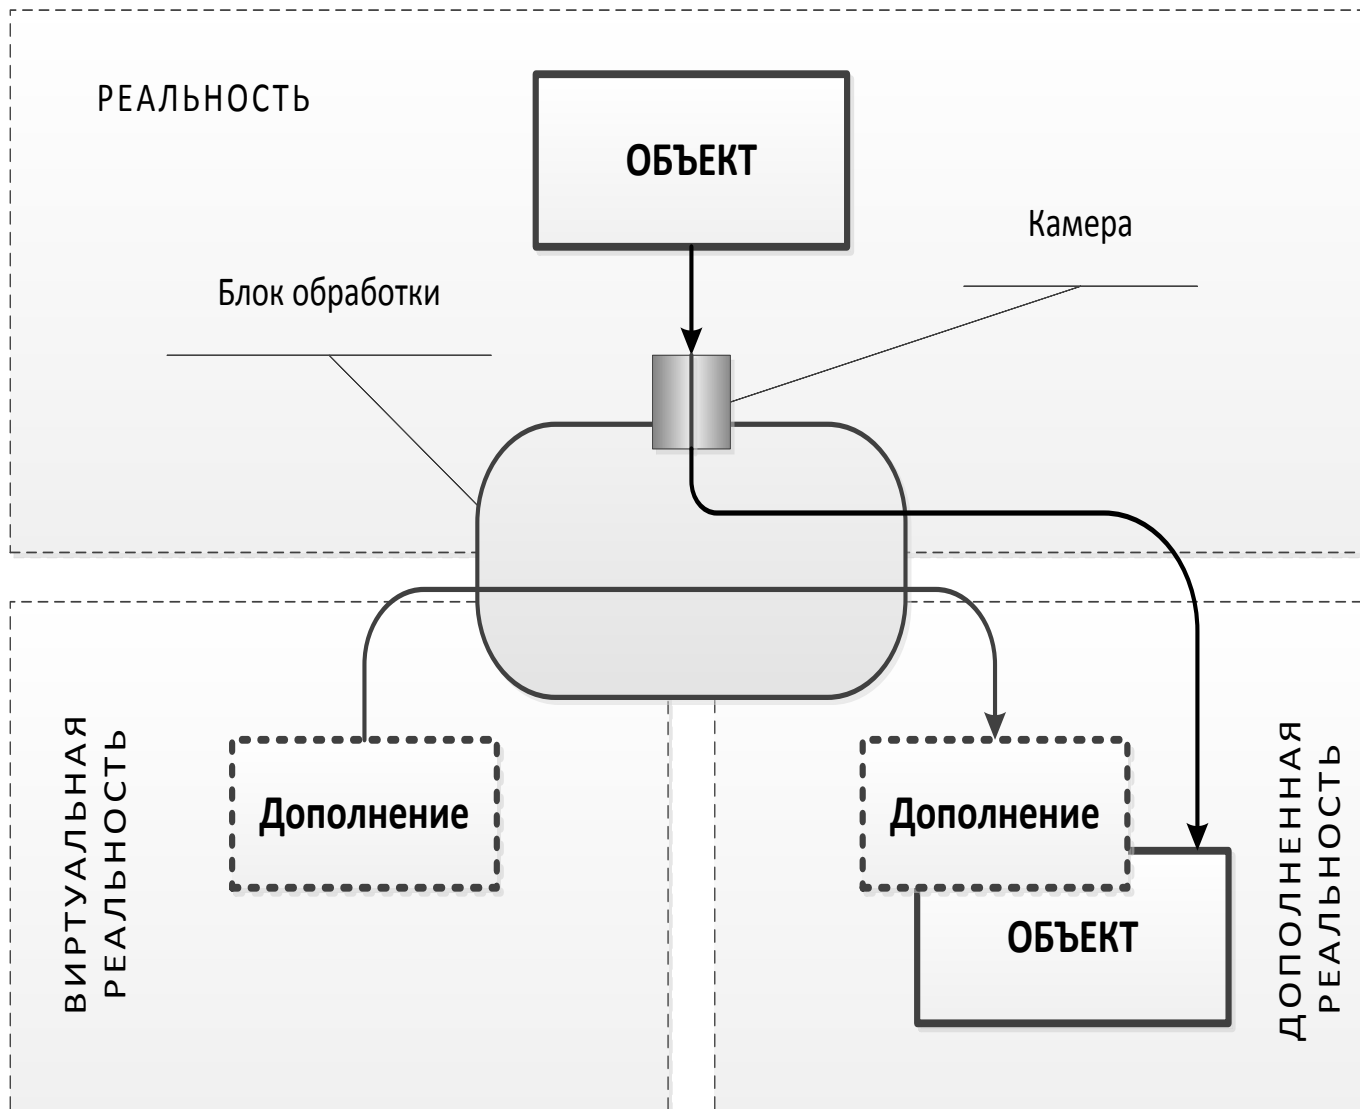 РЕАЛЬНОСТЬ
ОБЪЕКТ
Камера
Блок обработки
ВИРТУАЛЬНАЯ
РЕАЛЬНОСТЬ
Дополнение
Дополнение
ОБЪЕКТ
ДОПОЛНЕННАЯ
РЕАЛЬНОСТЬ